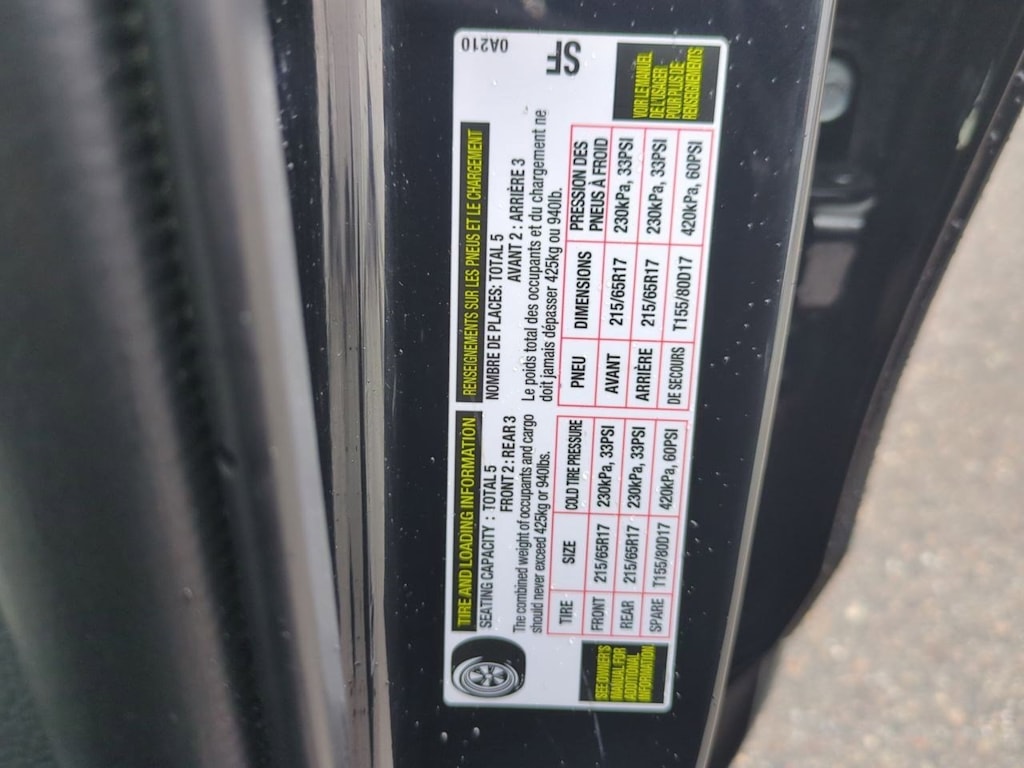 TIRE AND LOADING INFORMATION
SEATING CAPACITY : TOTAL 5
FRONT 2 : REAR 3
The combined weight of occupants and cargo
should never exceed 425kg or 940lbs.
TIRE SIZE COLD TIRE PRESSURE
FRONT 215/65R17 230kPa, 33PSI
REAR 215/65R17 230kPa, 33PSI
SPARE T155/80D17 420kPa, 60PSI
SEE OWNER'S
MANUAL FOR
ADDITIONAL
INFORMATION
RENSEIGNEMENTS SUR LES PNEUS ET LE CHARGEMENT
NOMBRE DE PLACES: TOTAL 5
AVANT 2 : ARRIÈRE 3
Le poids total des occupants et du chargement ne
doit jamais dépasser 425kg ou 940lb.
PNEU DIMENSIONS PRESSION DES
PNEUS À FROID
AVANT 215/65R17 230kPa, 33PSI
ARRIÈRE 215/65R17 230kPa, 33PSI
DE SECOURS T155/80D17 420kPa, 60PSI
VOIR LE MANUEL
DE L'USAGER
POUR PLUS DE
RENSEIGNEMENTS
0A210
SF